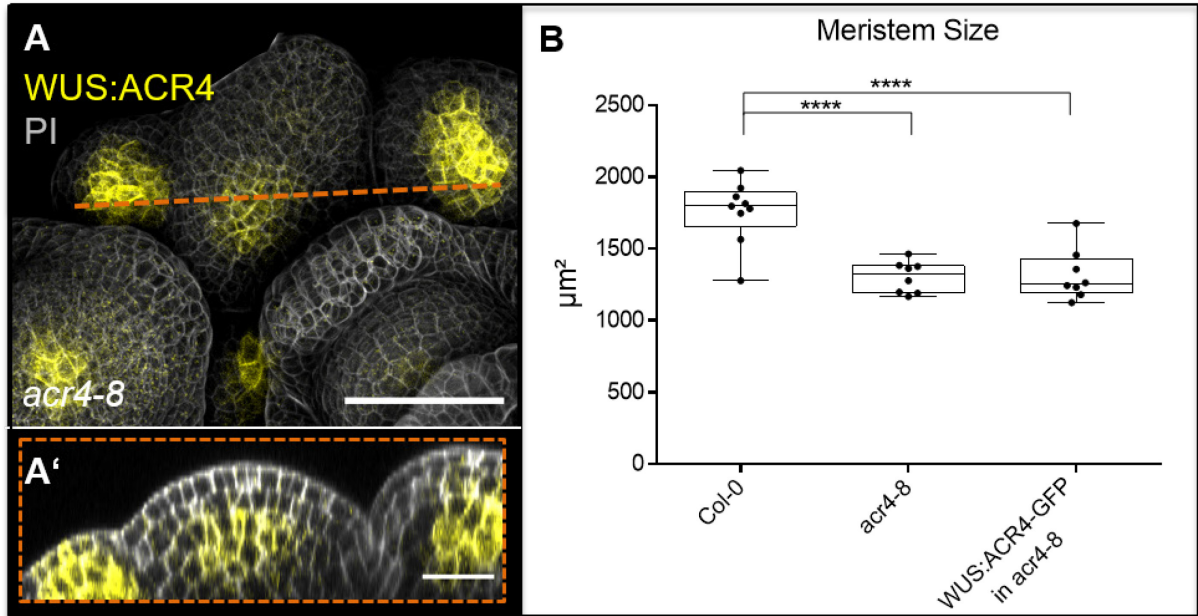 A
WUS:ACR4
PI
acr4-8
A‘
B
Meristem Size
****
****
2500
2000
1500
1000
500
0
µm²
Col-0
acr4-8
WUS:ACR4-GFP
in acr4-8